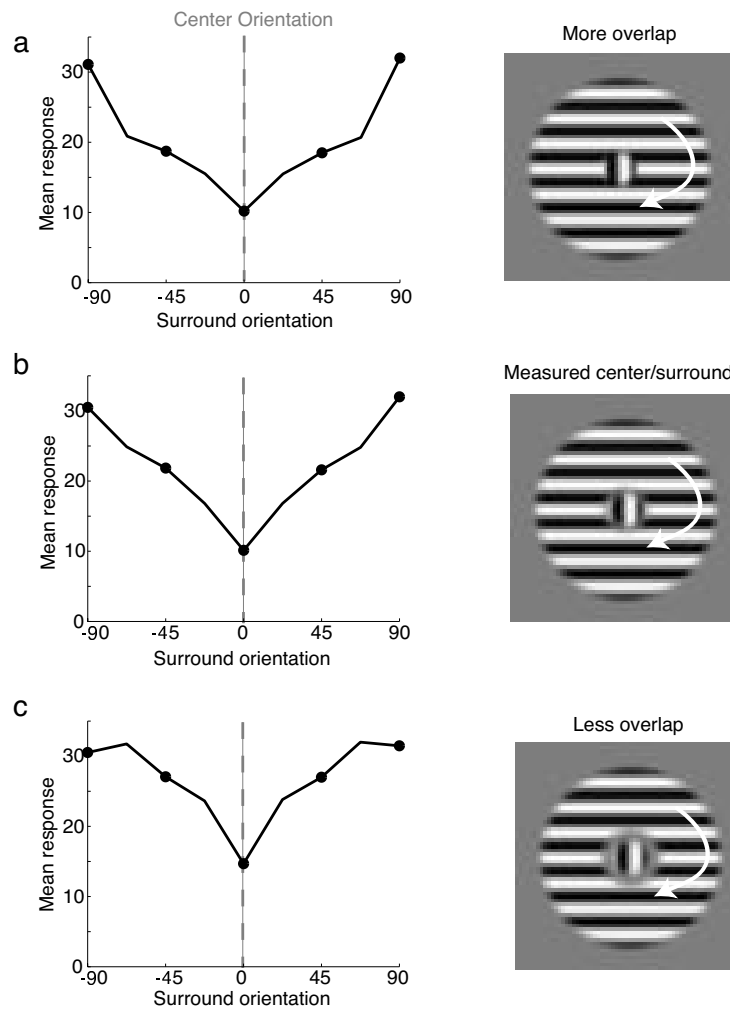 a
Center Orientation
More overlap
Mean response
30
20
10
0
-90
-45
0
45
90
Surround orientation
b
Measured center/surround
Mean response
30
20
10
0
-90
-45
0
45
90
Surround orientation
c
Less overlap
Mean response
30
20
10
0
-90
-45
0
45
90
Surround orientation